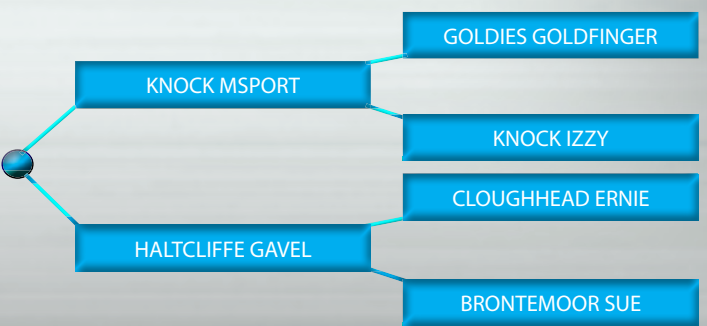 GOLDIES GOLDFINGER
KNOCK MSPORT
KNOCK IZZY
CLOUGHHEAD ERNIE
HALTCLIFFE GAVEL
BRONTEMOOR SUE